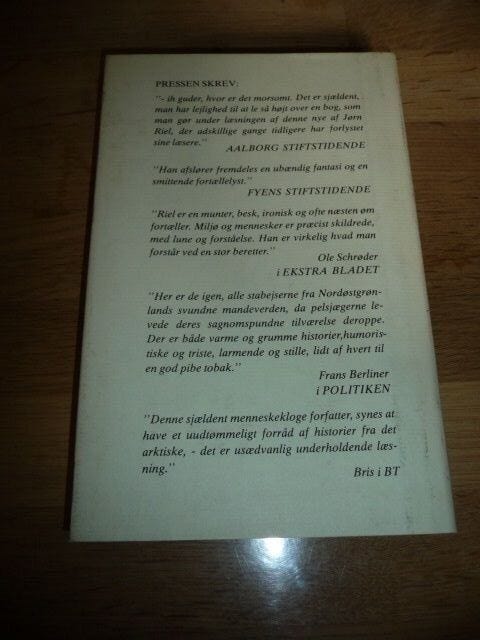 PRESSEN SKREV:
"- ih guder, hvor er det morsomt. Det er sjældent,
man har lejlighed til at le så højt over en bog, som
man gør under læsningen af denne nye af Jørn
Riel, der adskillige gange tidligere har forlystet
sine læsere."
AALBORG STIFTSTIDENDE
"Han afslører fremdeles en ubændig fantasi og en
smittende fortællelyst."
FYENS STIFTSTIDENDE
"Riel er en munter, besk, ironisk og ofte næsten øm
fortæller. Miljø og mennesker er præcist skildrede,
med lune og forståelse. Han er virkelig hvad man
forstår ved en stor beretter."
Ole Schrøder
i EKSTRA BLADET
"Her er de igen, alle stabejserne fra Nordøstgrøn-
lands svundne mandeverden, da pelsjægerne le-
vede deres sagnomspundne tilværelse deroppe.
Der er både varme og grumme historier,humoris-
tiske og triste, larmende og stille, lidt af hvert til
en god pibe tobak."
Frans Berliner
i POLITIKEN
"Denne sjældent menneskekloge forfatter, synes at
have et uudtømmeligt forråd af historier fra det
arktiske, - det er usædvanlig underholdende læs-
ning."
Bris i BT